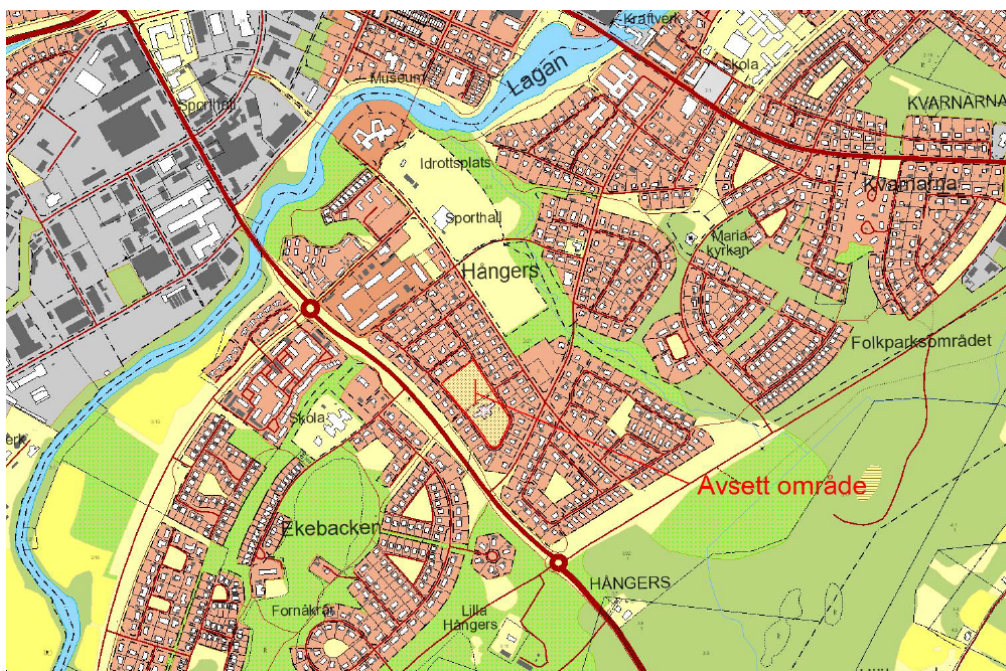 Kraftverk
Lagån
Skola
Museum
Sporthall
KVARNARNA
Idrottsplats
Kvarnarna
Sporthall
Maria
kyrkan
Hångers
Folkparksområdet
Skola
Avsett område
Ekebacken
HÅNGERS
Fornåkrar
Lilla
Hångers